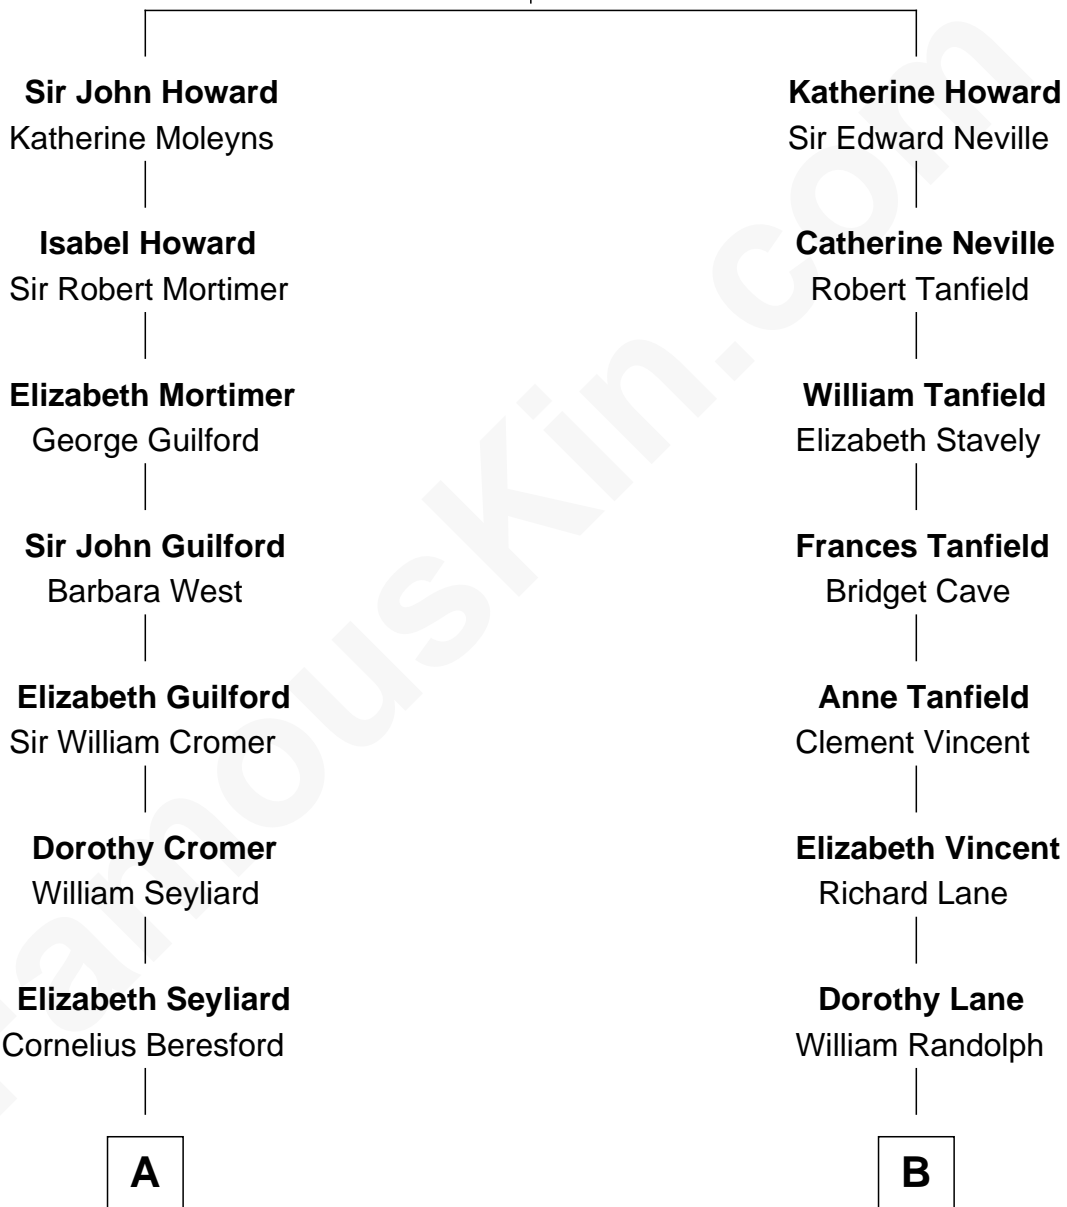 Sir John Howard
Katherine Moleyns
Isabel Howard
Sir Robert Mortimer
Elizabeth Mortimer
George Guilford
Sir John Guilford
Barbara West
Elizabeth Guilford
Sir William Cromer
Dorothy Cromer
William Seyliard
Elizabeth Seyliard
Cornelius Beresford
A
Katherine Howard
Sir Edward Neville
Catherine Neville
Robert Tanfield
William Tanfield
Elizabeth Stavely
Frances Tanfield
Bridget Cave
Anne Tanfield
Clement Vincent
Elizabeth Vincent
Richard Lane
Dorothy Lane
William Randolph
B
FamousKin.com